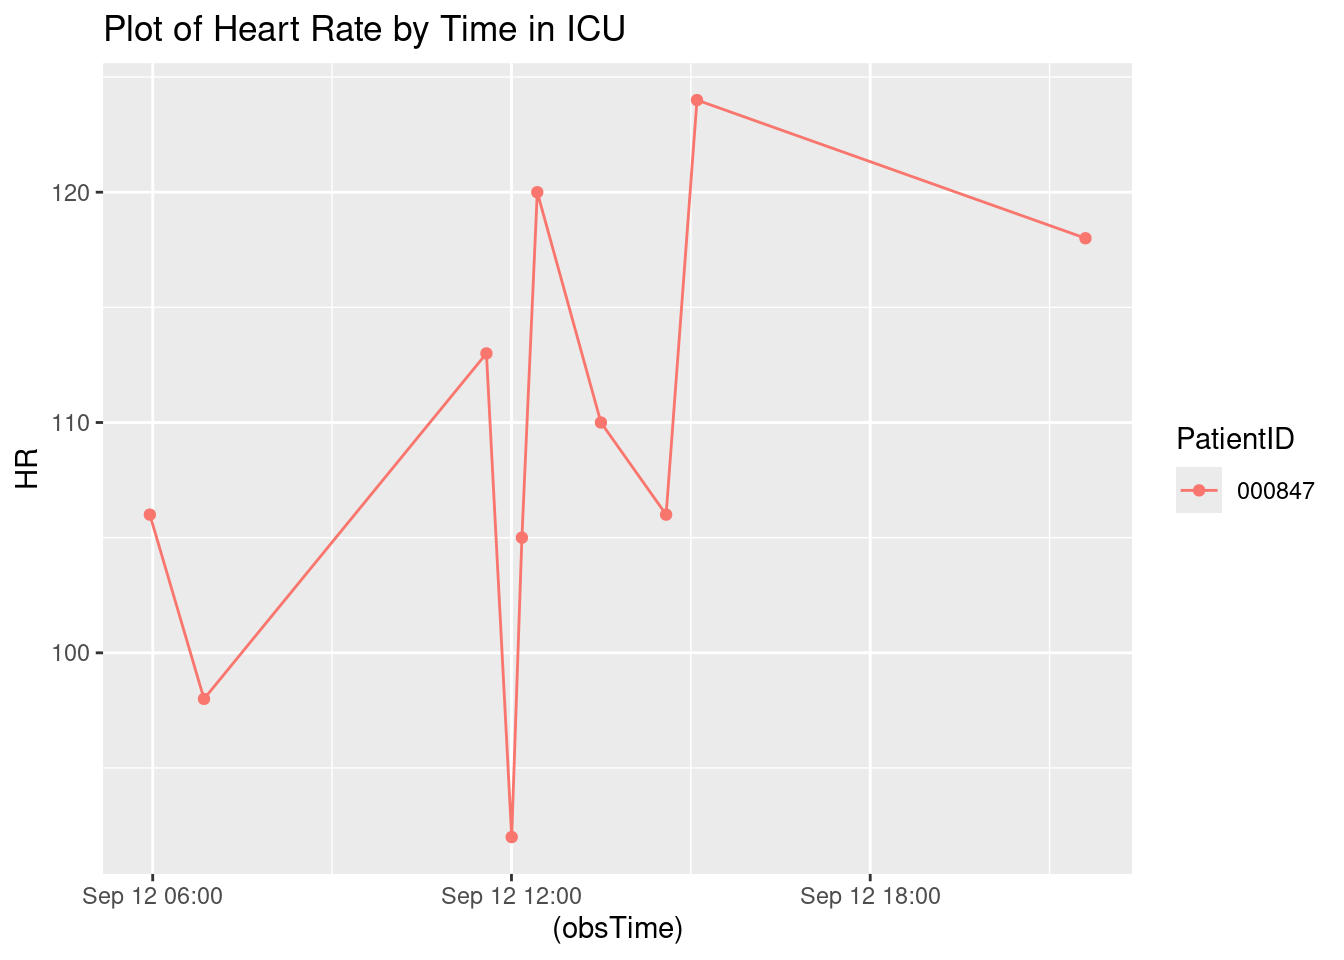 Plot of Heart Rate by Time in ICU
120
110
100
HR
Sep 12 06:00
Sep 12 12:00
Sep 12 18:00
(obsTime)
PatientID
000847